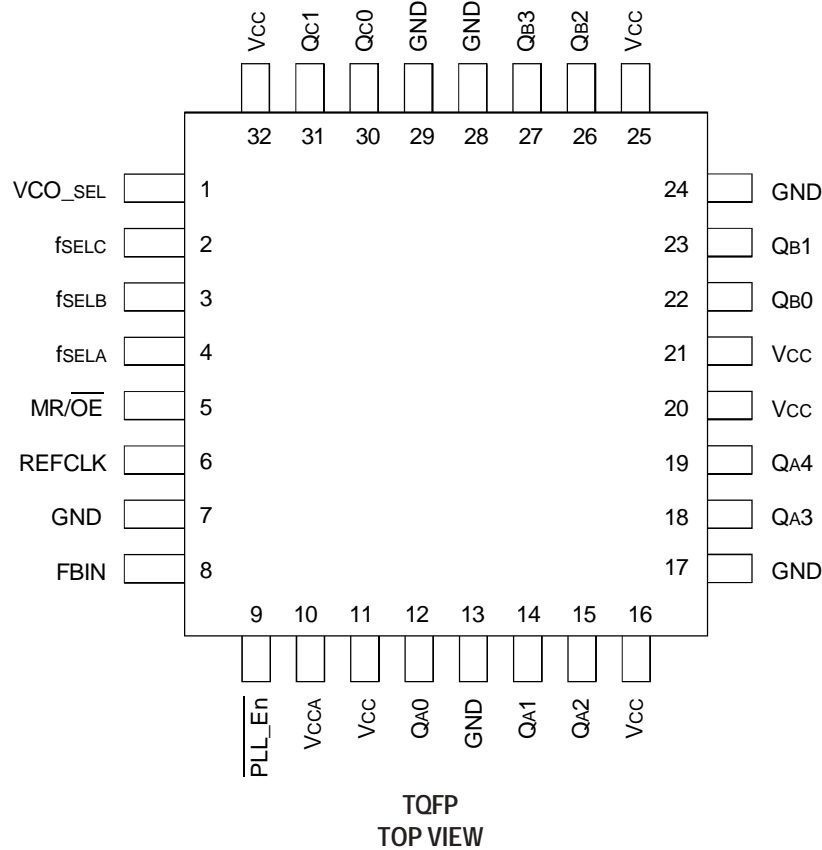 VCC QC1 QC0 GND GND QB3 QB2 VCC
32 31 30 29 28 27 26 25
VCO_SEL 1 24 GND
fSELC 2 23 QB1
fSELB 3 22 QB0
fSELA 4 21 VCC
MR/OE 5 20 VCC
REFCLK 6 19 QA4
GND 7 18 QA3
FBIN 8 17 GND
9 10 11 12 13 14 15 16
PLL_En VCCA VCC QA0 GND QA1 QA2 VCC
TQFP
TOP VIEW